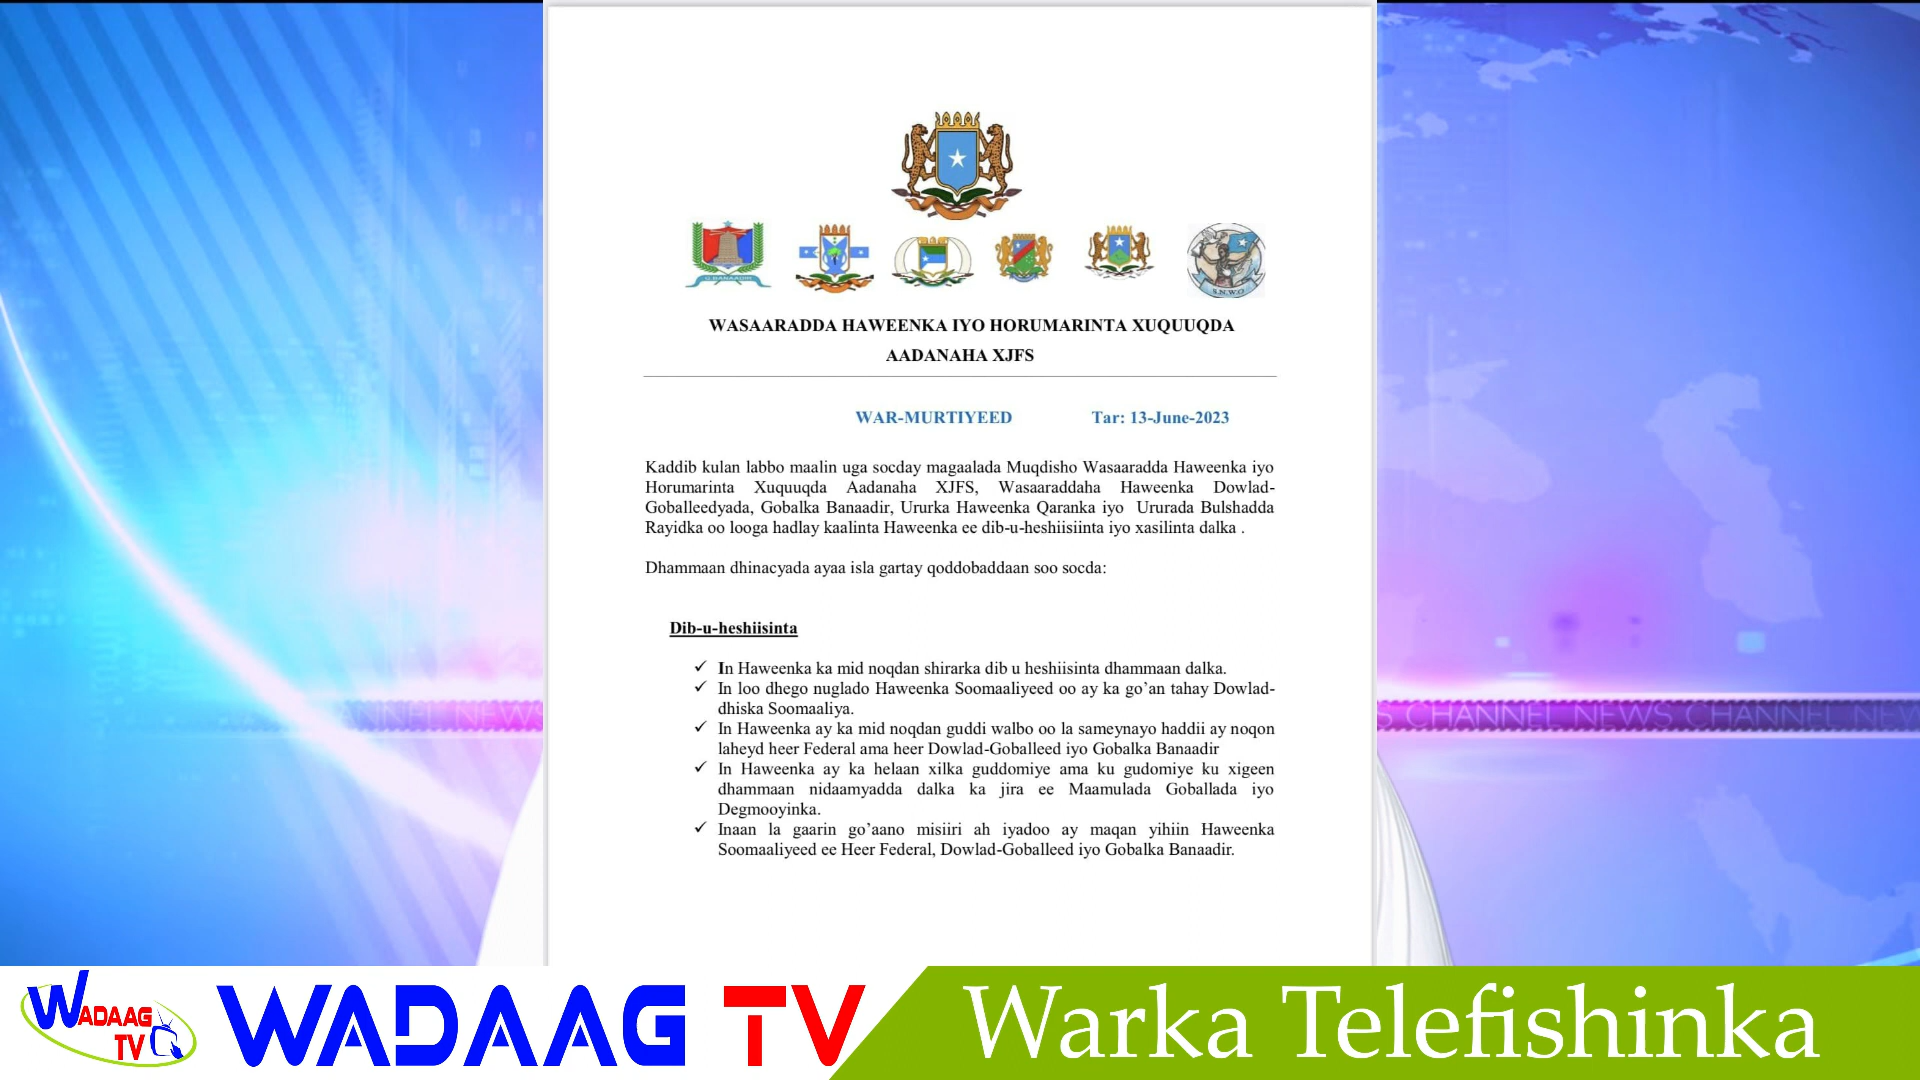 G.BANAADIR
S.N.W.O
WASAARADDA HAWEENKA IYO HORUMARINTA XUQUUQDA
AADANAHA XJFS
WAR-MURTIYEED Tar: 13-June-2023
Kaddib kulan labbo maalin uga socday magaalada Muqdisho Wasaaradda Haweenka iyo
Horumarinta Xuquuqda Aadanaha XJFS, Wasaaraddaha Haweenka Dowlad-
Goballeedyada, Gobalka Banaadir, Ururka Haweenka Qaranka iyo Ururada Bulshadda
Rayidka oo looga hadlay kaalinta Haweenka ee dib-u-heshiisiinta iyo xasilinta dalka .
Dhammaan dhinacyada ayaa isla gartay qoddobaddaan soo socda:
Dib-u-heshiisinta
✓ In Haweenka ka mid noqdan shirarka dib u heshiisinta dhammaan dalka.
✓ In loo dhego nuglado Haweenka Soomaaliyeed oo ay ka go’an tahay Dowlad-
dhiska Soomaaliya.
✓ In Haweenka ay ka mid noqdan guddi walbo oo la sameynayo haddii ay noqon
laheyd heer Federal ama heer Dowlad-Goballeed iyo Gobalka Banaadir
✓ In Haweenka ay ka helaan xilka guddomiye ama ku gudomiye ku xigeen
dhammaan nidaamyadda dalka ka jira ee Maamulada Goballada iyo
Degmooyinka.
✓ Inaan la gaarin go’aano misiiri ah iyadoo ay maqan yihiin Haweenka
Soomaaliyeed ee Heer Federal, Dowlad-Goballeed iyo Gobalka Banaadir.
CHANNEL NEWS
S CHANNEL NEWS CHANNEL NEW
WADAAG
TV
WADAAG TV
Warka Telefishinka